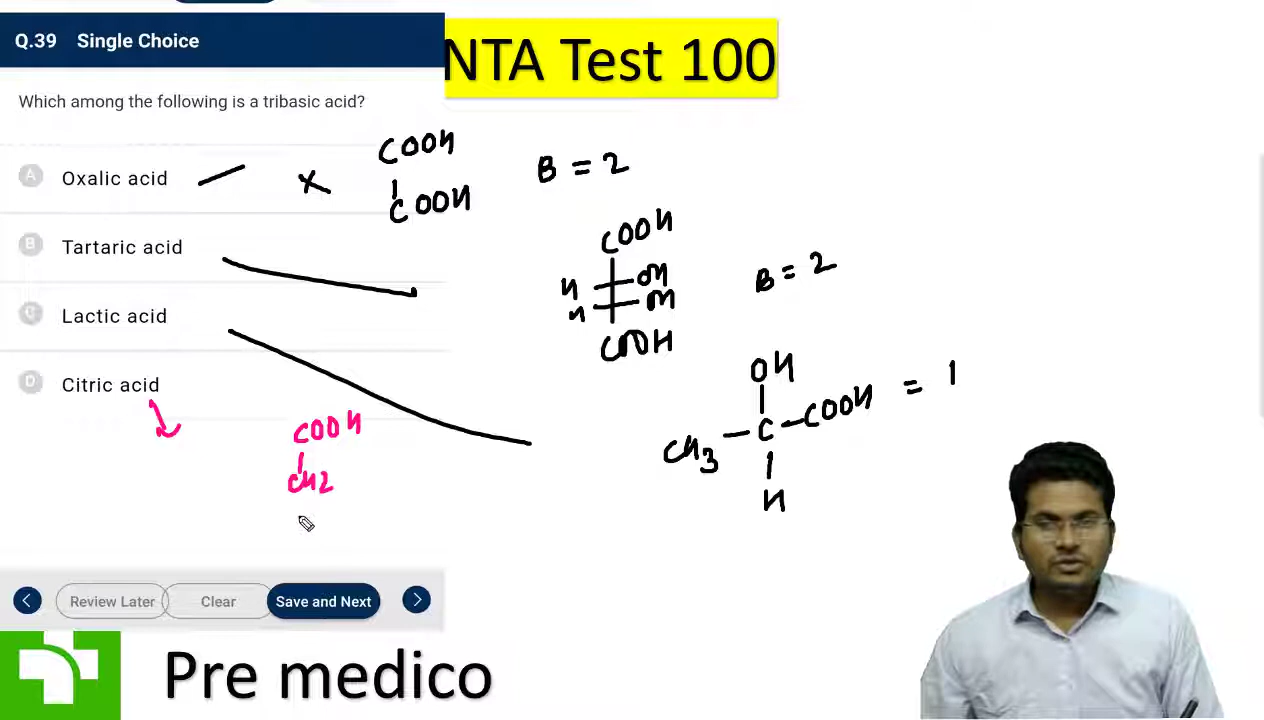 Q.39 Single Choice
NTA Test 100
Which among the following is a tribasic acid?
A Oxalic acid
COOH
COOH
B = 2
B Tartaric acid
COOH
H OH
H OH
COOH
B = 2
C Lactic acid
OH
CH3 - C - COOH = 1
H
D Citric acid
COOH
CH2
Review Later Clear Save and Next
Pre medico